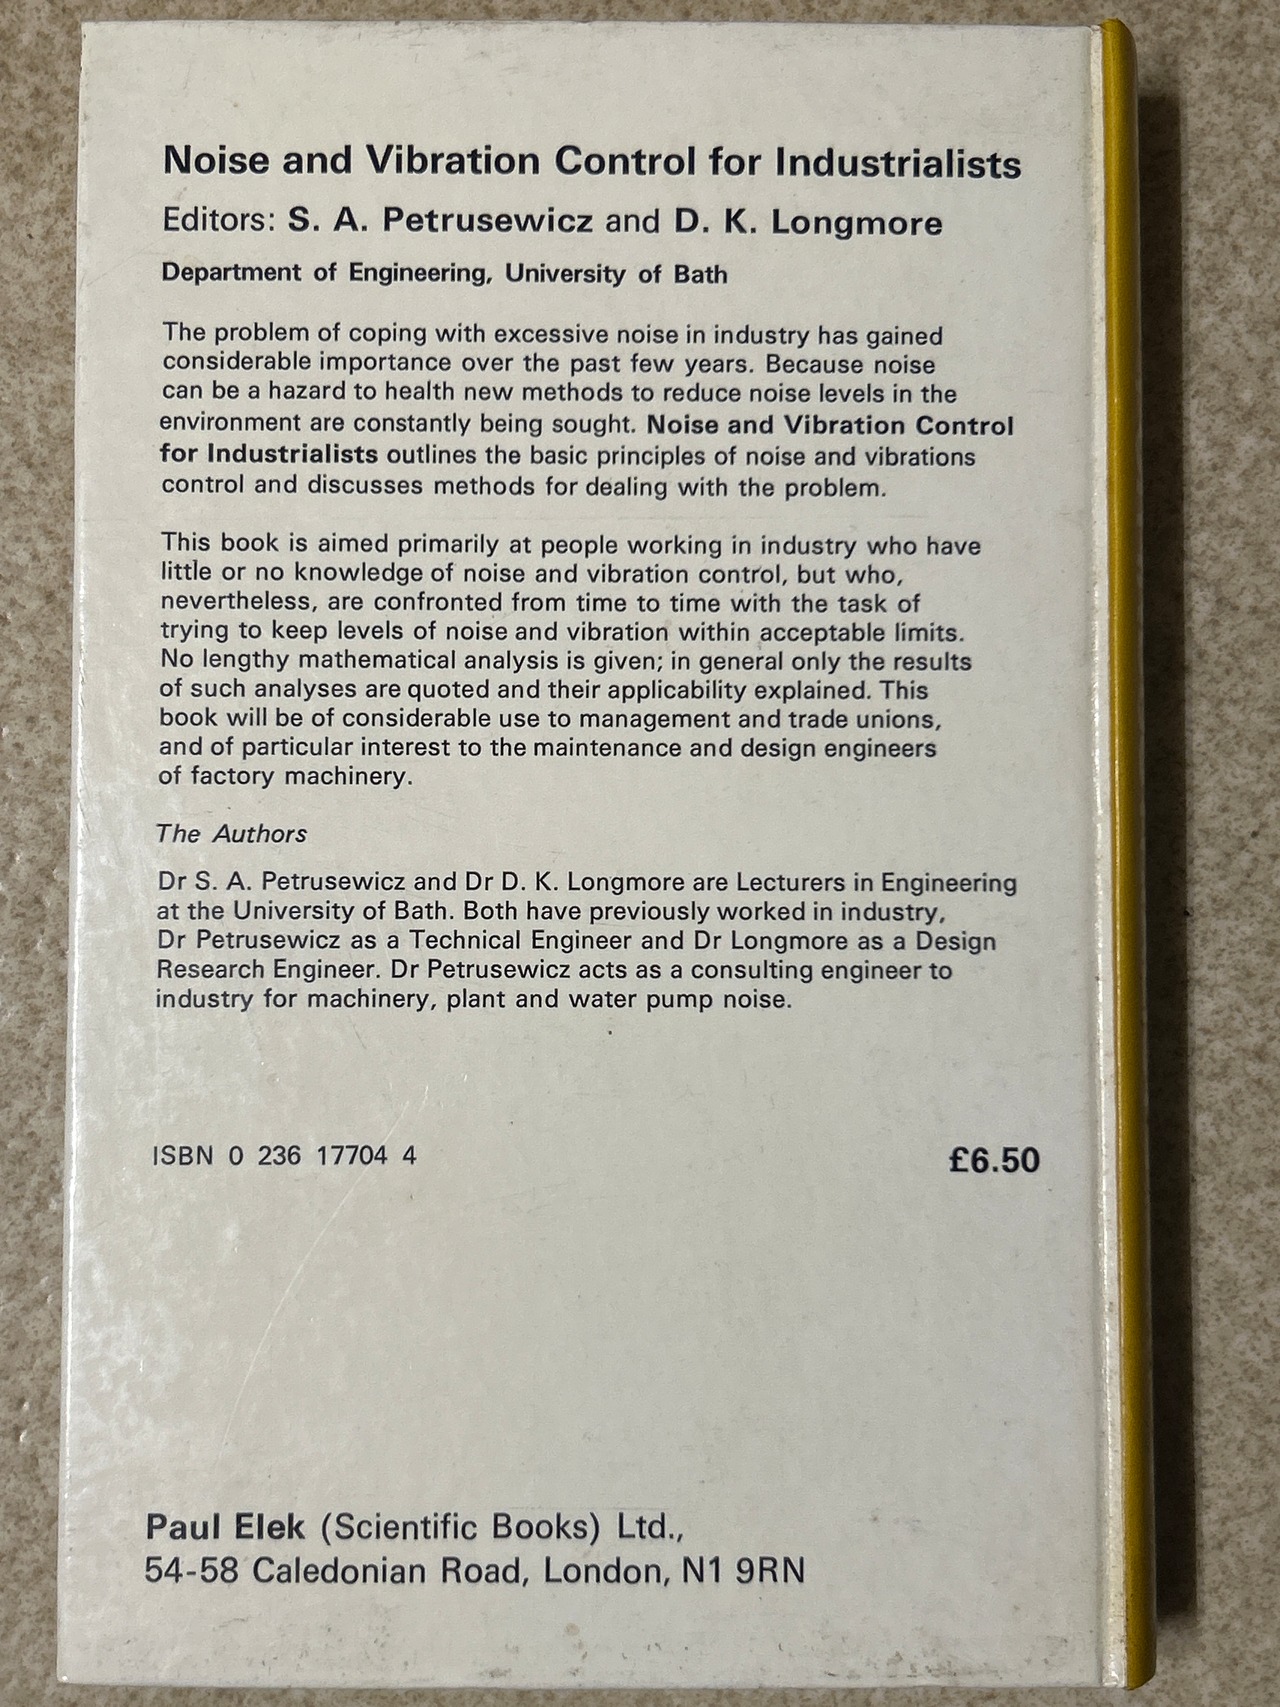 Noise and Vibration Control for Industrialists
Editors: S. A. Petrusewicz and D. K. Longmore
Department of Engineering, University of Bath
The problem of coping with excessive noise in industry has gained
considerable importance over the past few years. Because noise
can be a hazard to health new methods to reduce noise levels in the
environment are constantly being sought. Noise and Vibration Control
for Industrialists outlines the basic principles of noise and vibrations
control and discusses methods for dealing with the problem.
This book is aimed primarily at people working in industry who have
little or no knowledge of noise and vibration control, but who,
nevertheless, are confronted from time to time with the task of
trying to keep levels of noise and vibration within acceptable limits.
No lengthy mathematical analysis is given; in general only the results
of such analyses are quoted and their applicability explained. This
book will be of considerable use to management and trade unions,
and of particular interest to the maintenance and design engineers
of factory machinery.
The Authors
Dr S. A. Petrusewicz and Dr D. K. Longmore are Lecturers in Engineering
at the University of Bath. Both have previously worked in industry,
Dr Petrusewicz as a Technical Engineer and Dr Longmore as a Design
Research Engineer. Dr Petrusewicz acts as a consulting engineer to
industry for machinery, plant and water pump noise.
ISBN 0 236 17704 4 £6.50
Paul Elek (Scientific Books) Ltd.,
54-58 Caledonian Road, London, N1 9RN